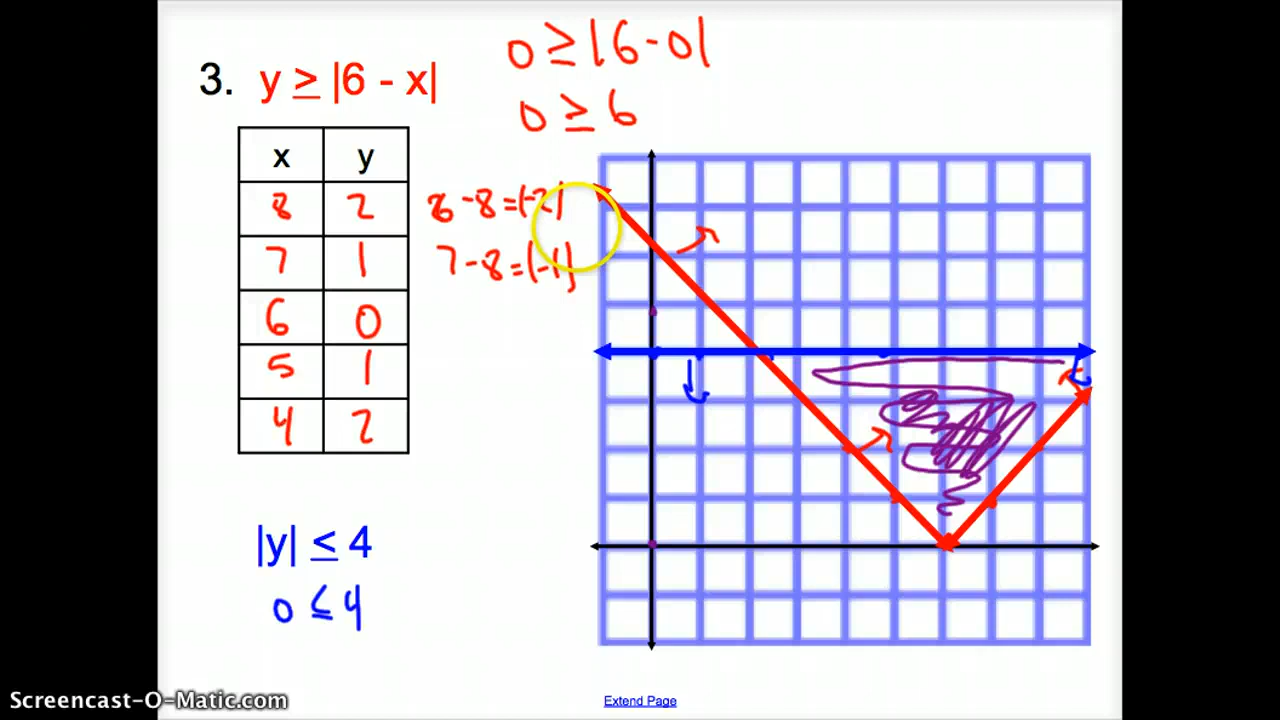 0 ≥ |6 - 0|
3. y ≥ |6 - x|
0 ≥ 6
x y
8 2
6 - 8 = |-2|
7 1
7 - 8 = |-1|
6 0
5 1
4 2
|y| ≤ 4
0 ≤ 4
Screencast-O-Matic.com
Extend Page